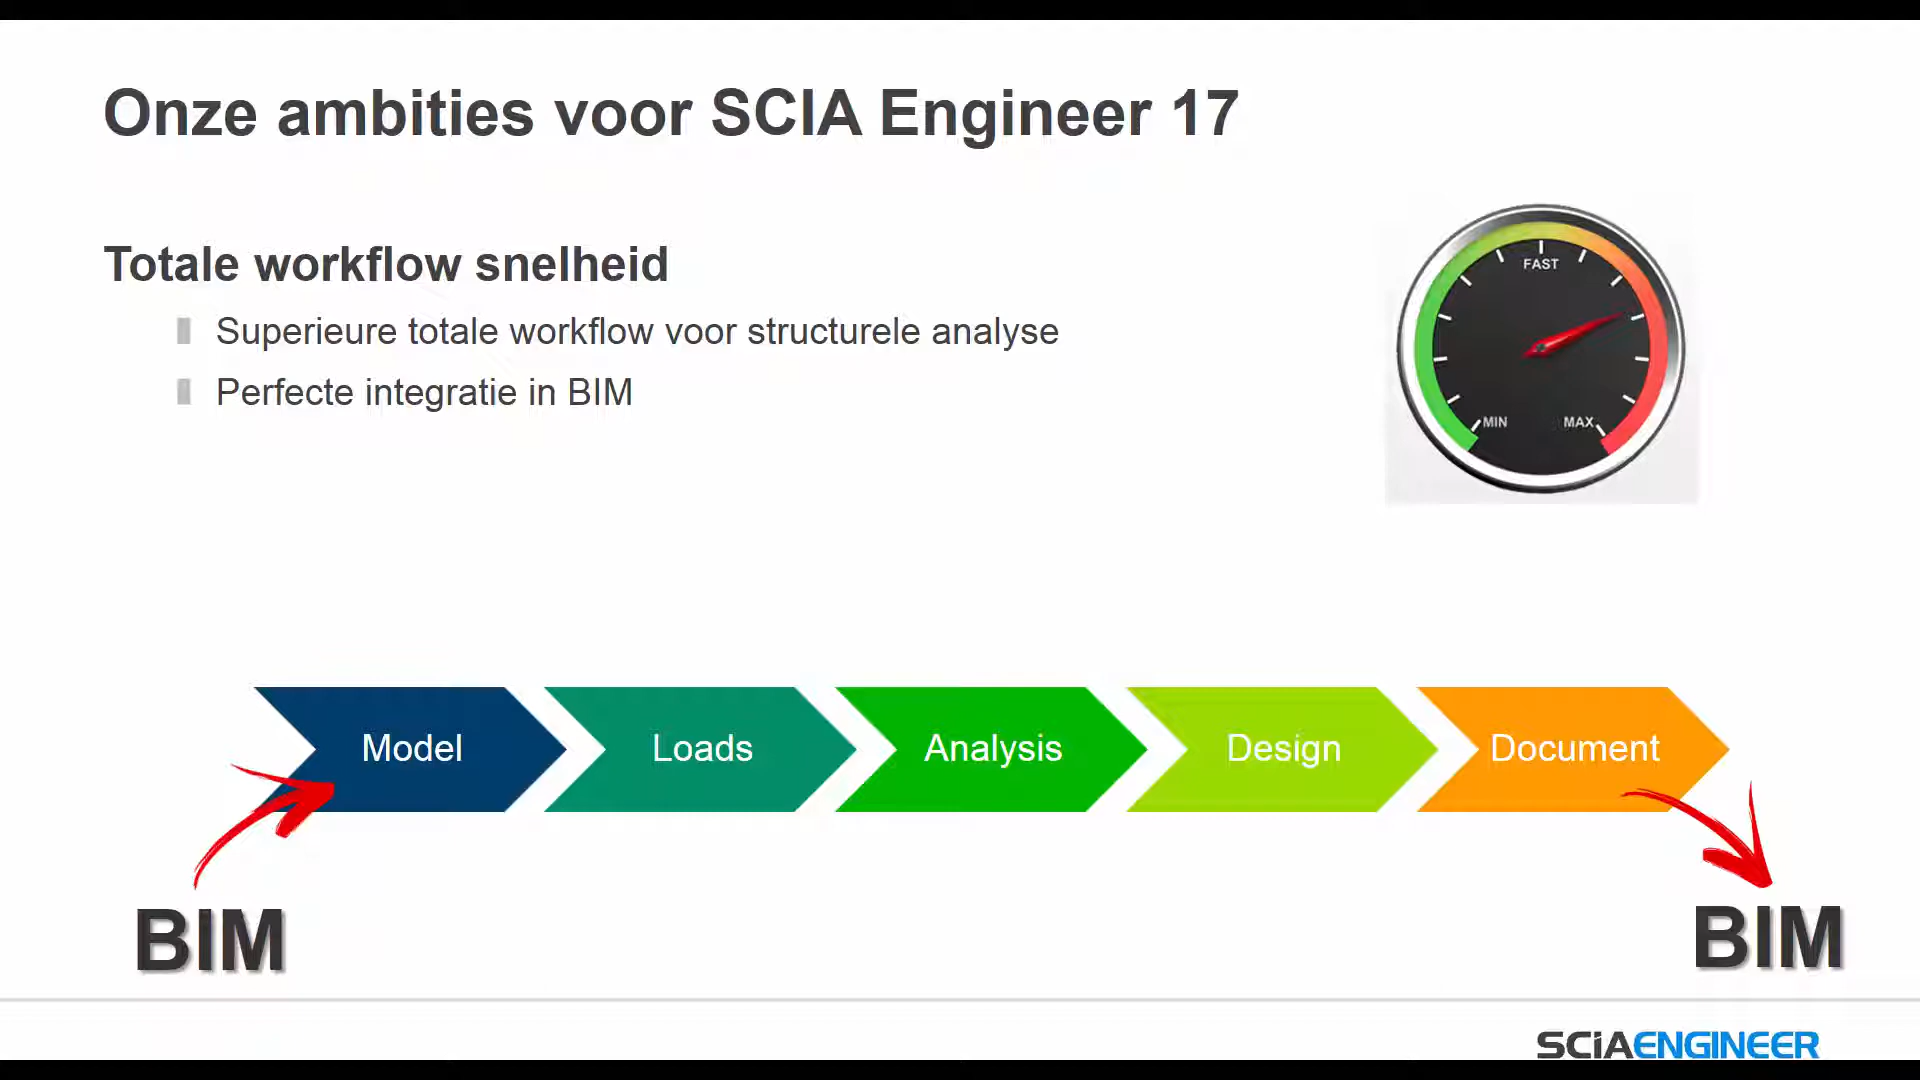 Onze ambities voor SCIA Engineer 17
Totale workflow snelheid
Superieure totale workflow voor structurele analyse
Perfecte integratie in BIM
FAST
MIN MAX
Model Loads Analysis Design Document
BIM BIM
SCiAENGINEER